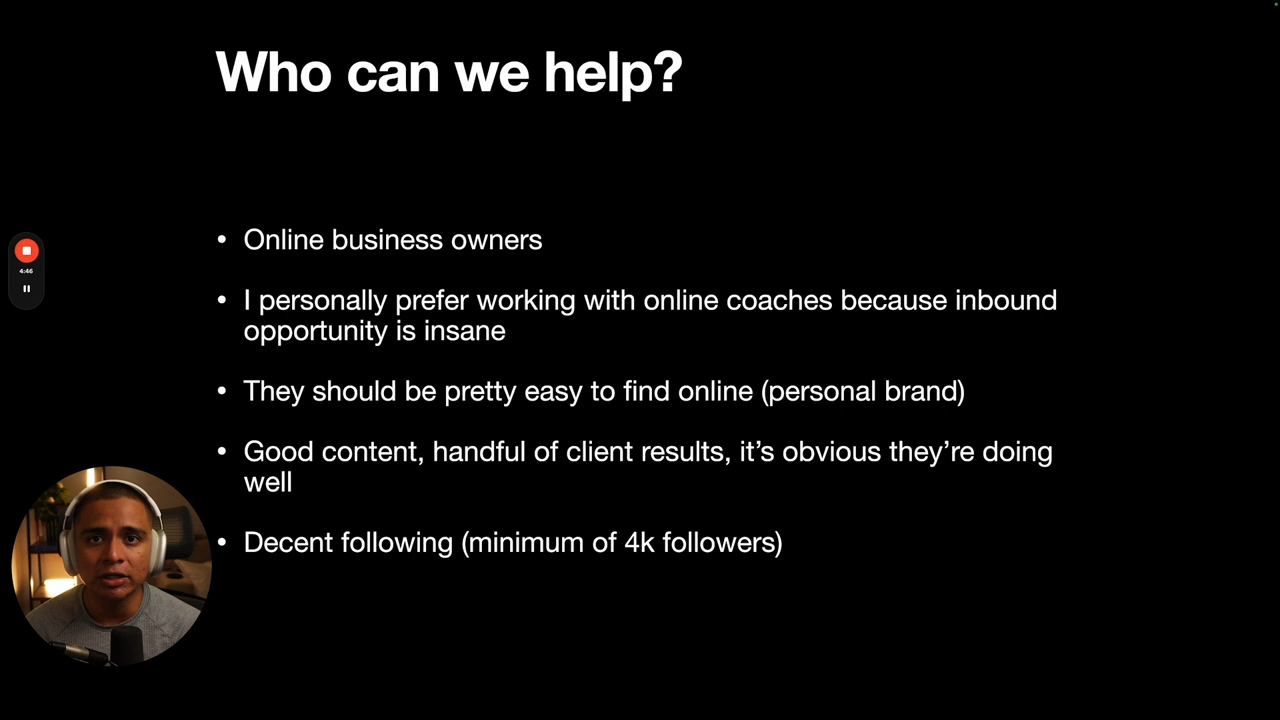 Who can we help?
• Online business owners
• I personally prefer working with online coaches because inbound
opportunity is insane
• They should be pretty easy to find online (personal brand)
• Good content, handful of client results, it’s obvious they’re doing
well
• Decent following (minimum of 4k followers)
4:46